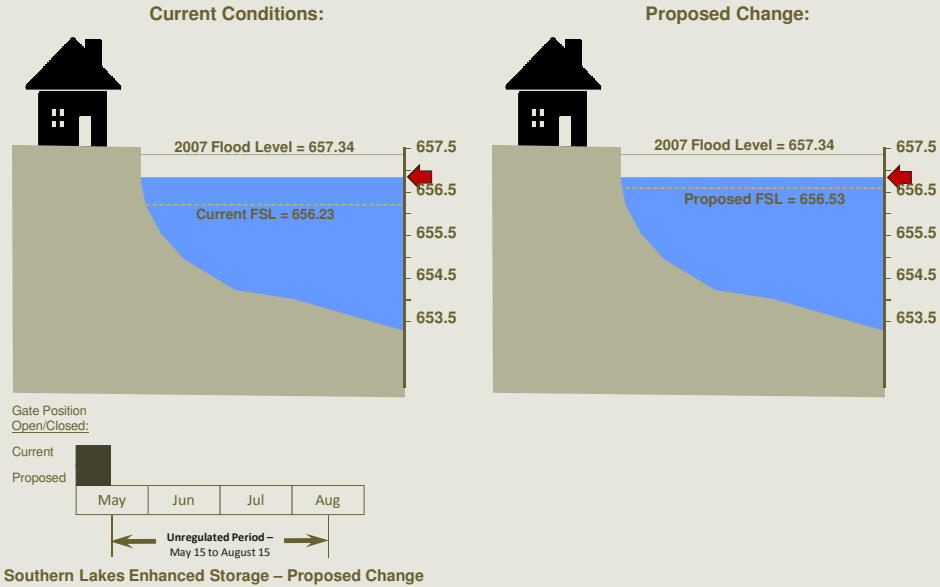 Current Conditions:
Proposed Change:
2007 Flood Level = 657.34
657.5
656.5
Current FSL = 656.23
655.5
654.5
653.5
2007 Flood Level = 657.34
657.5
656.5
Proposed FSL = 656.53
655.5
654.5
653.5
Gate Position
Open/Closed:
Current
Proposed
May Jun Jul Aug
Unregulated Period –
May 15 to August 15
Southern Lakes Enhanced Storage – Proposed Change